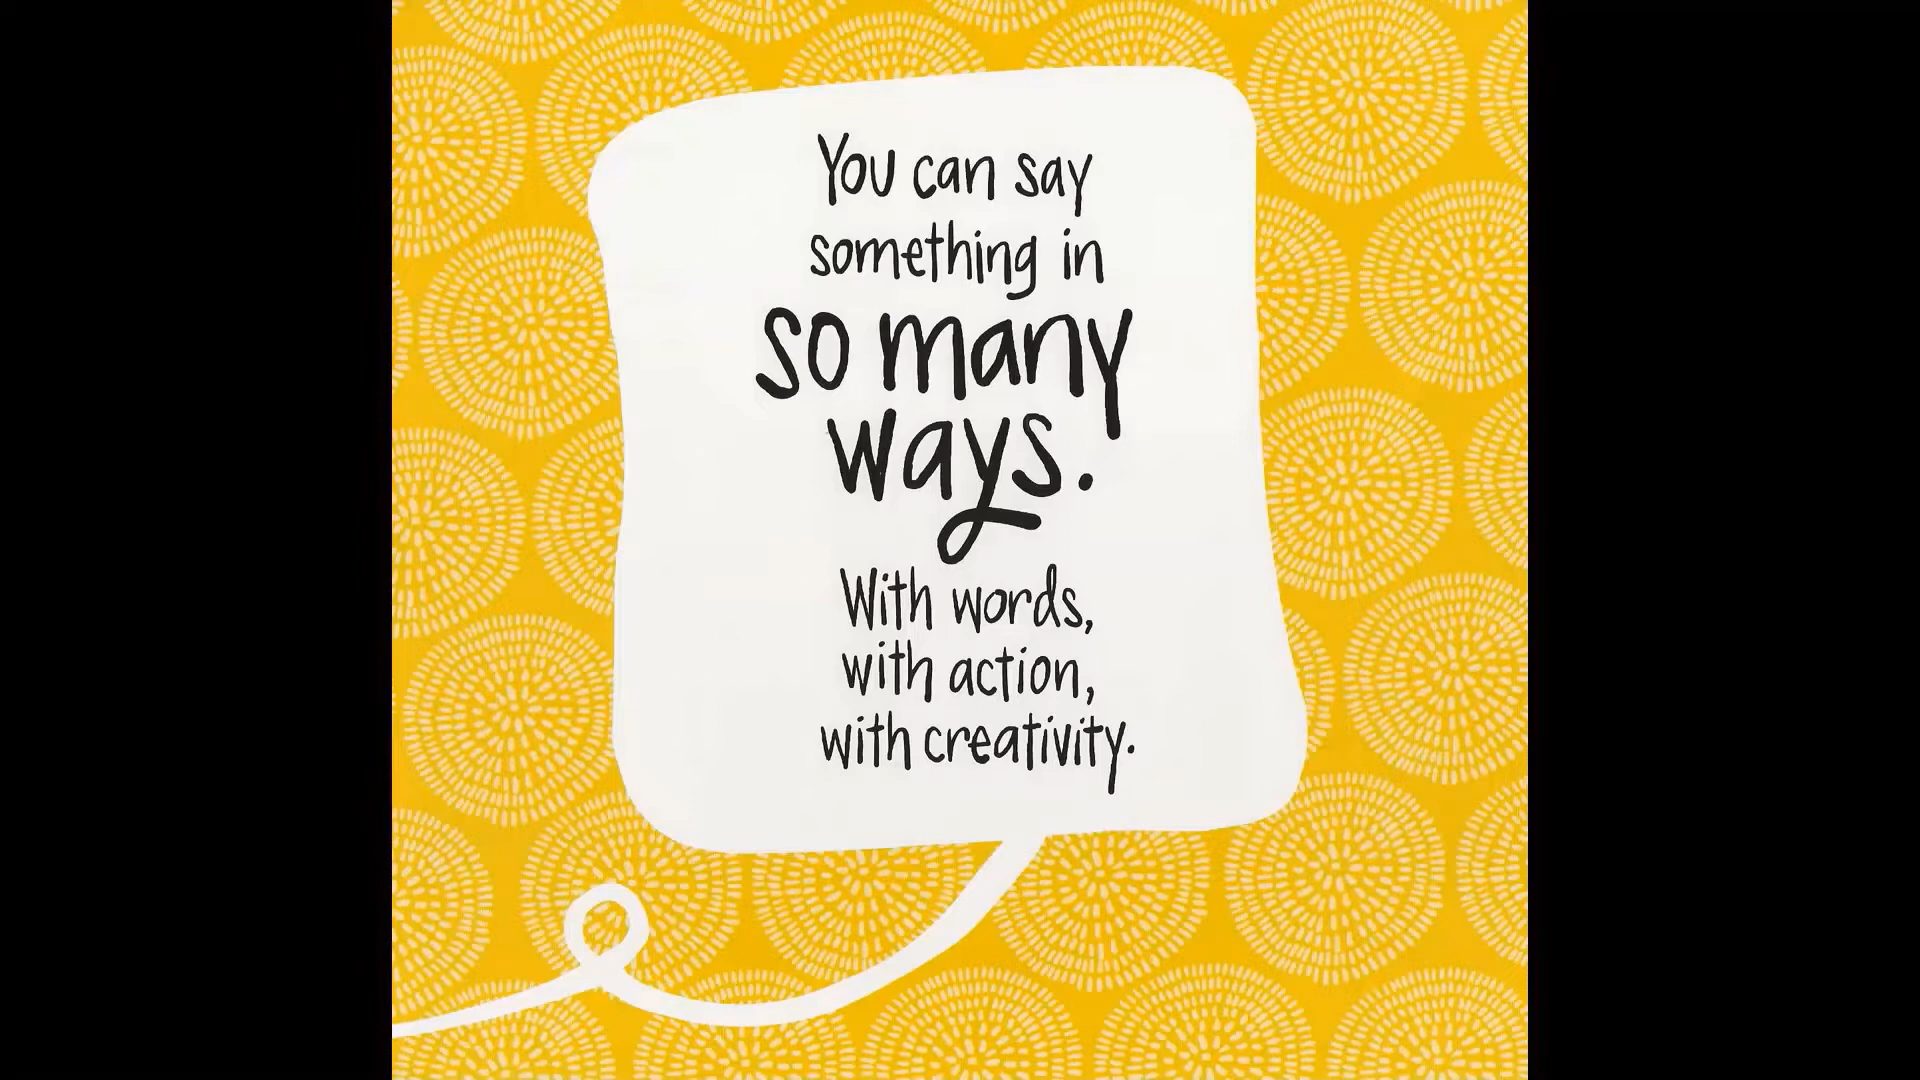 You can say
something in
so many
ways.
With words,
with action,
with creativity.